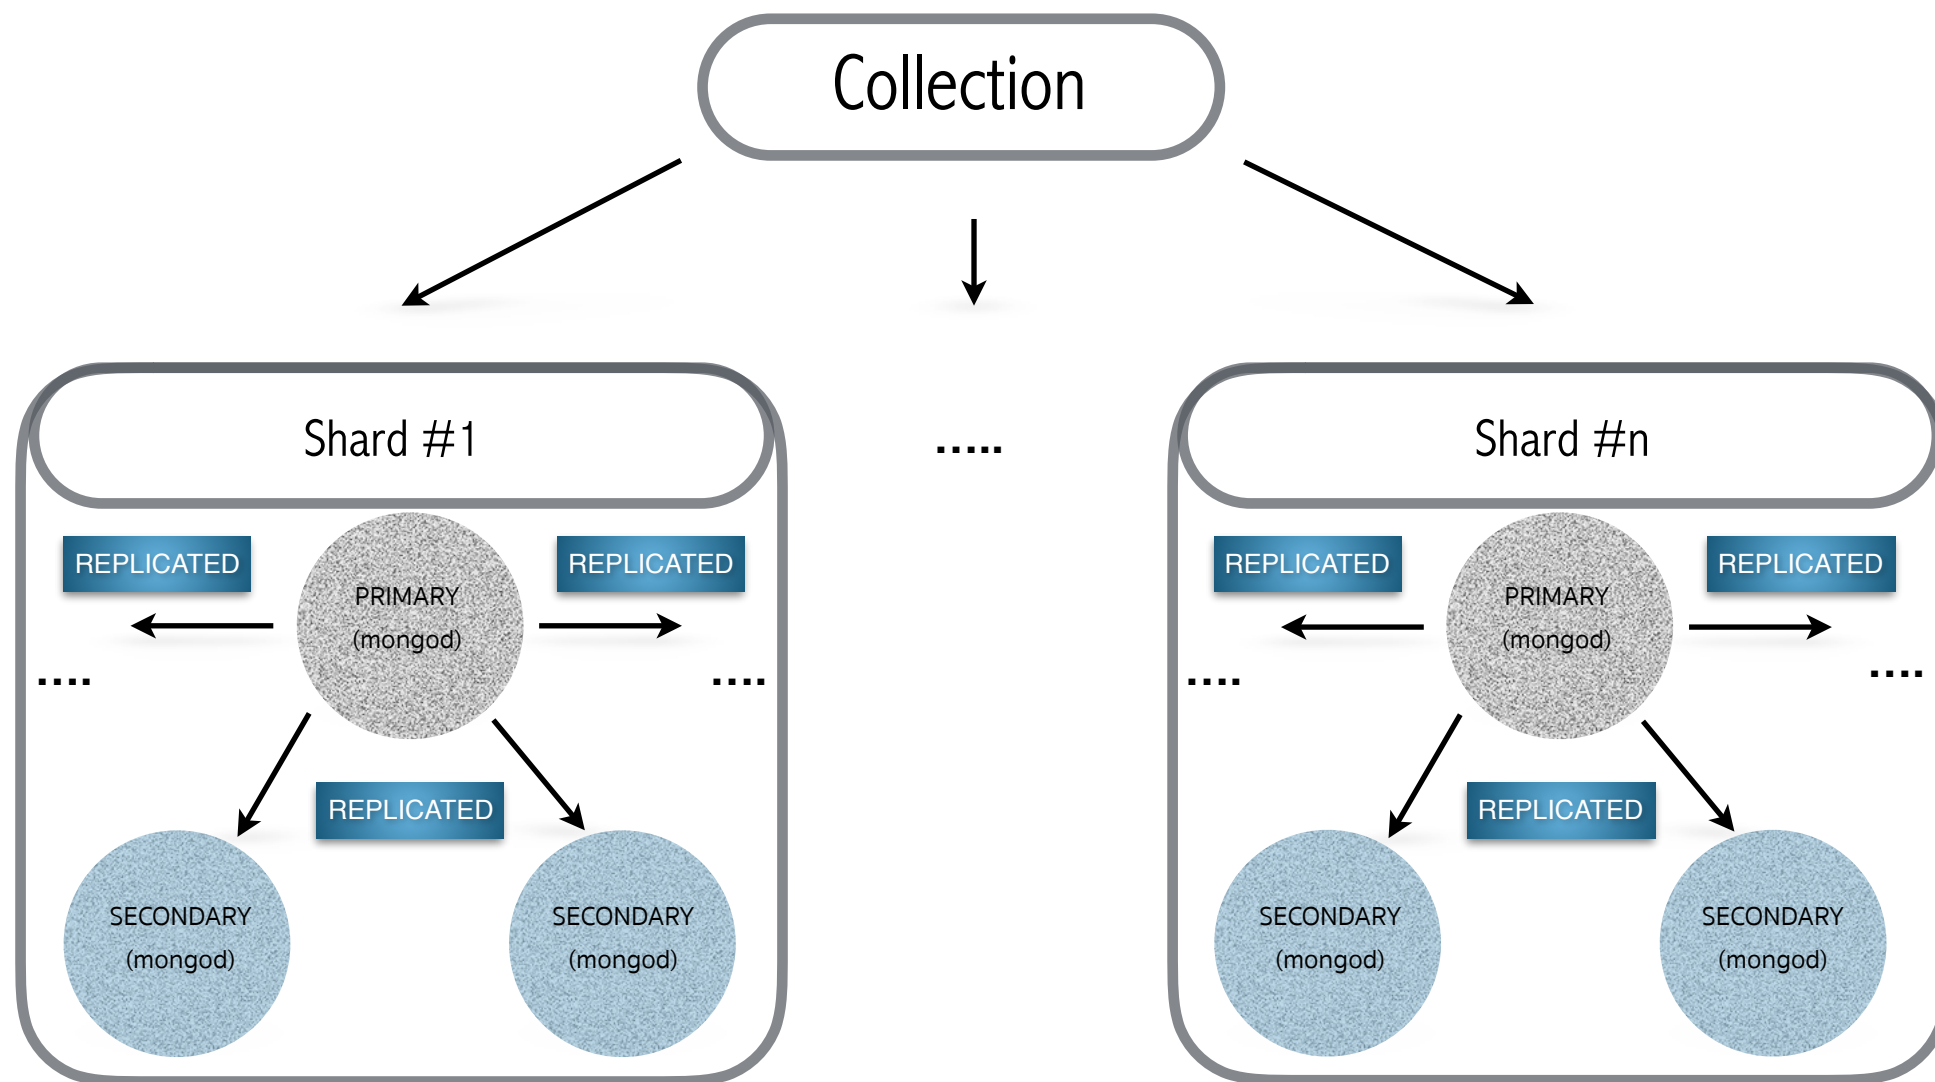 Collection
Shard #1
.....
Shard #n
REPLICATED
REPLICATED
PRIMARY
(mongod)
....
....
REPLICATED
SECONDARY
(mongod)
SECONDARY
(mongod)
REPLICATED
REPLICATED
PRIMARY
(mongod)
....
....
REPLICATED
SECONDARY
(mongod)
SECONDARY
(mongod)